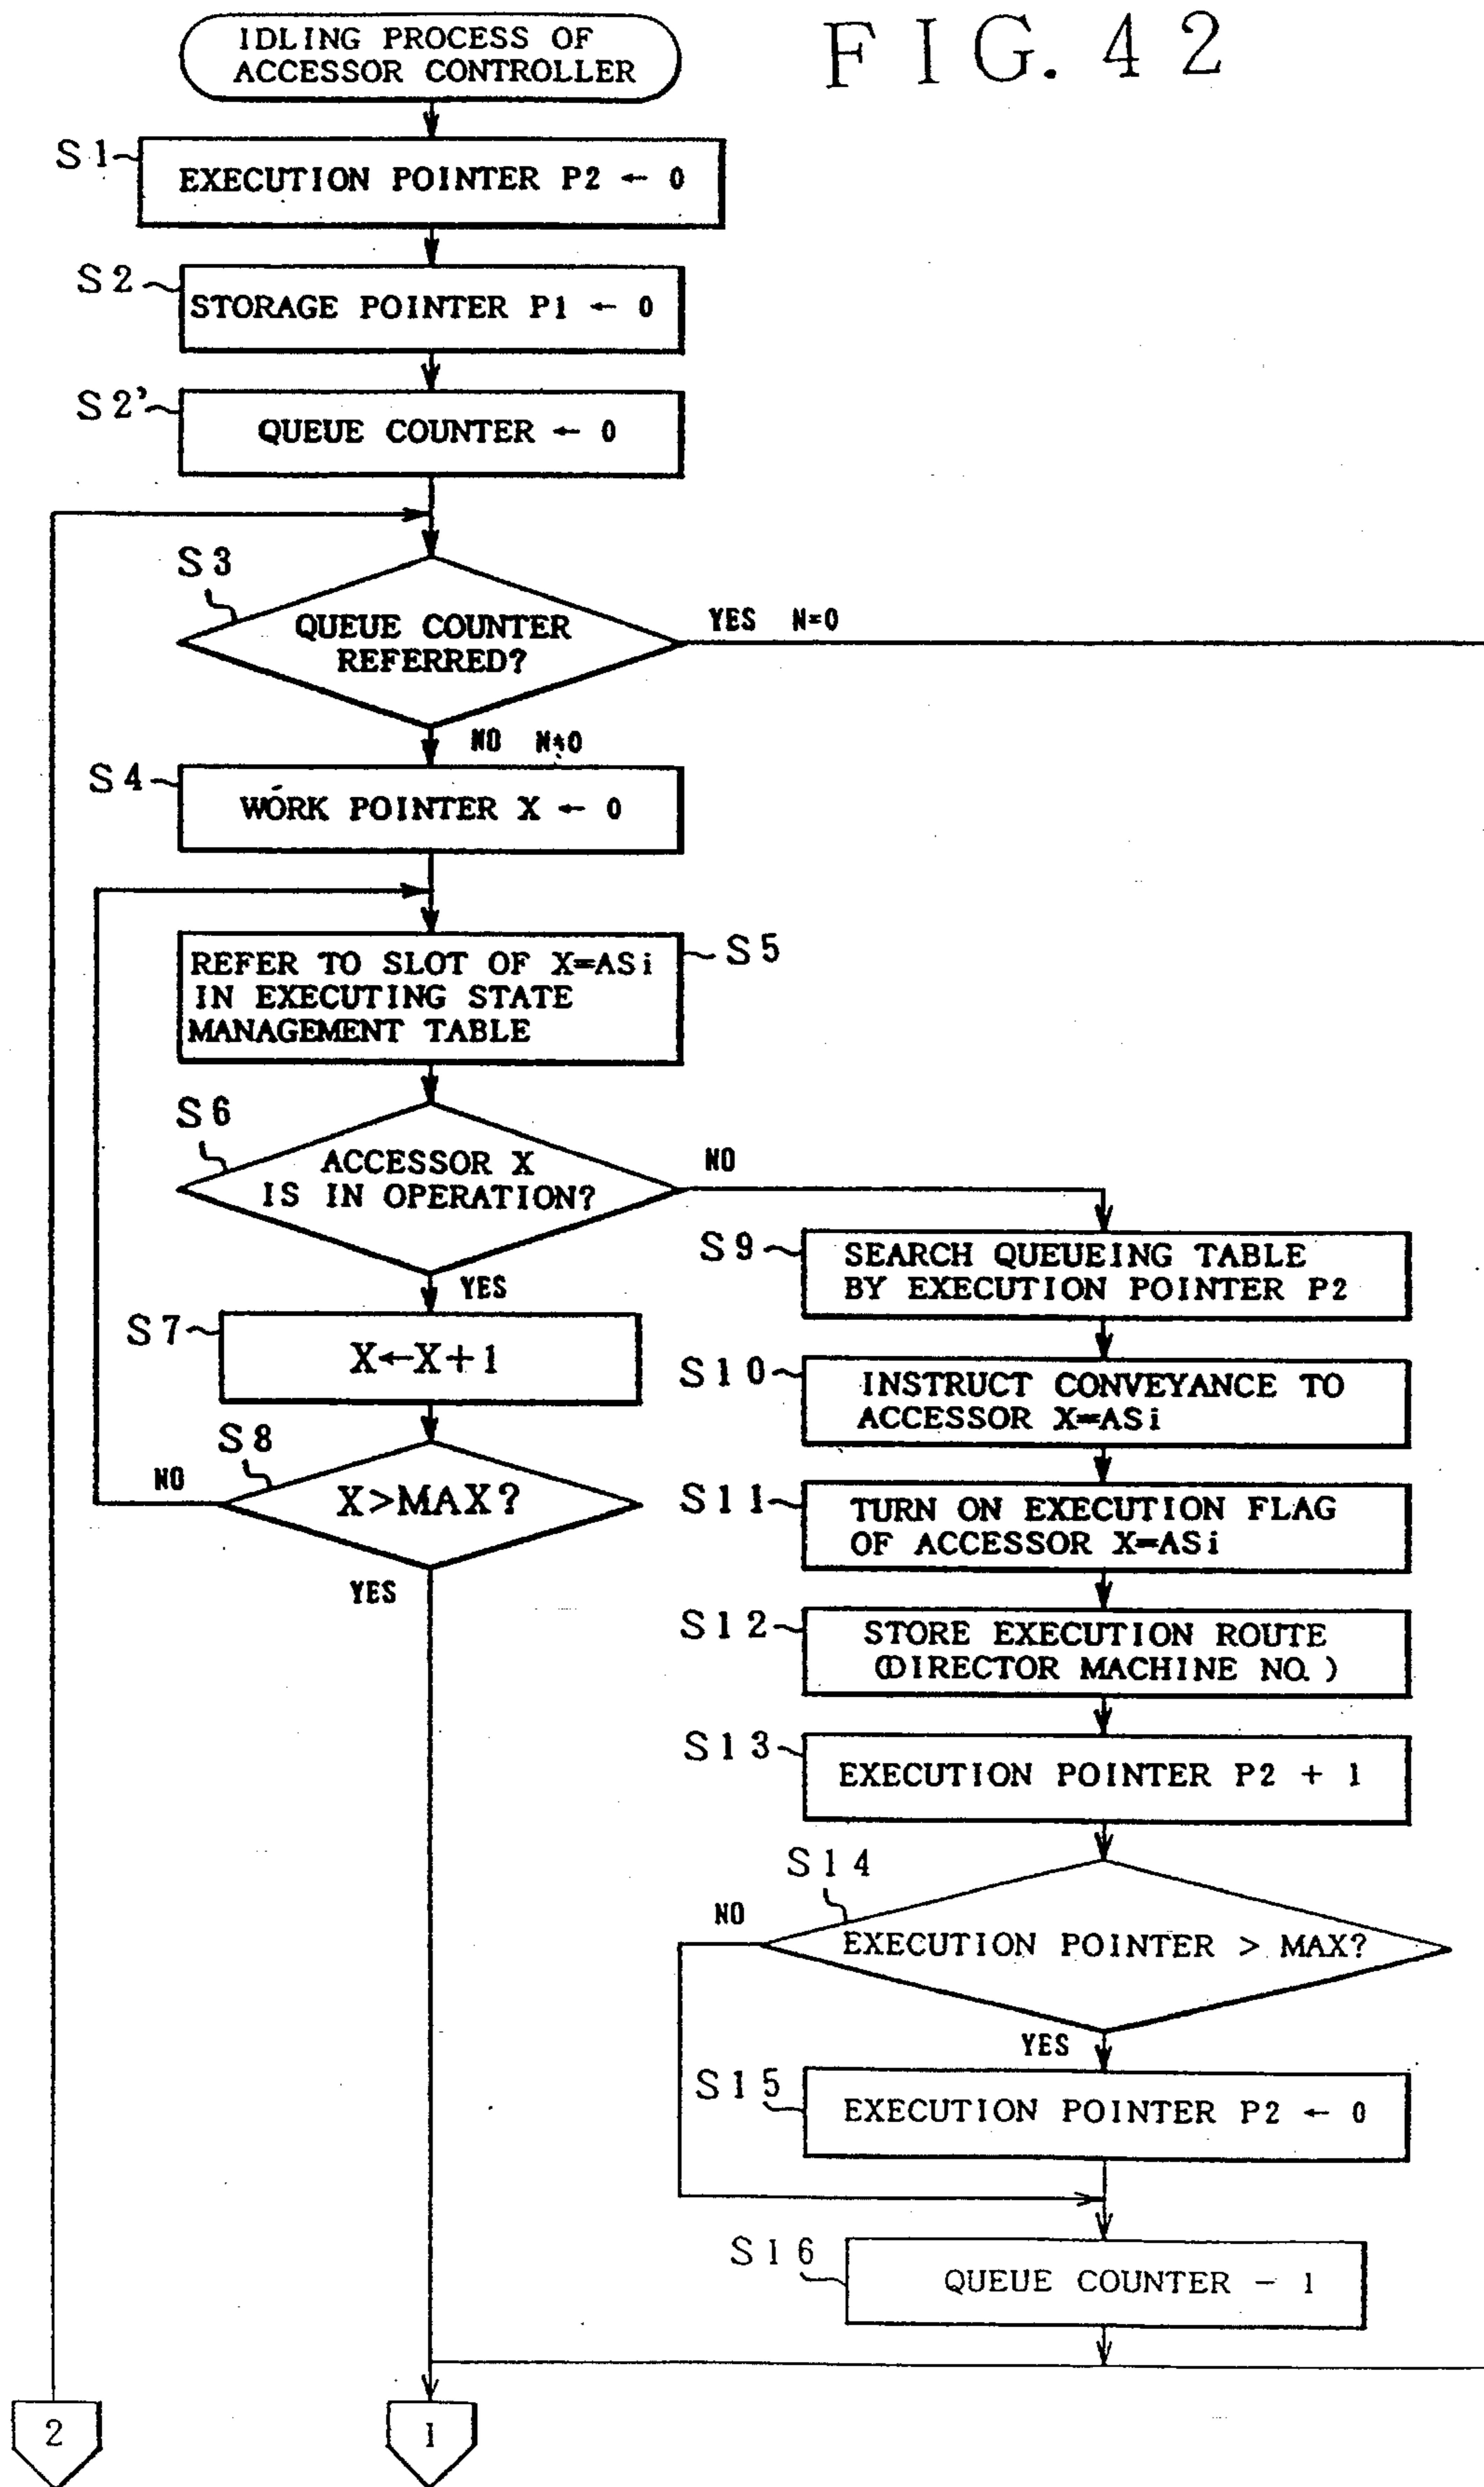 FIG. 42
IDLING PROCESS OF
ACCESSOR CONTROLLER
S1
EXECUTION POINTER P2 ← 0
S2
STORAGE POINTER P1 ← 0
S2'
QUEUE COUNTER ← 0
S3
QUEUE COUNTER
REFERRED?
YES N=0
NO N≠0
S4
WORK POINTER X ← 0
REFER TO SLOT OF X=ASi
IN EXECUTING STATE
MANAGEMENT TABLE
S5
S6
ACCESSOR X
IS IN OPERATION?
NO
YES
S7
X←X+1
S8
X>MAX?
NO
YES
S9
SEARCH QUEUEING TABLE
BY EXECUTION POINTER P2
S10
INSTRUCT CONVEYANCE TO
ACCESSOR X=ASi
S11
TURN ON EXECUTION FLAG
OF ACCESSOR X=ASi
S12
STORE EXECUTION ROUTE
(DIRECTOR MACHINE NO.)
S13
EXECUTION POINTER P2 + 1
S14
NO
EXECUTION POINTER > MAX?
YES
S15
EXECUTION POINTER P2 ← 0
S16
QUEUE COUNTER - 1
2
1